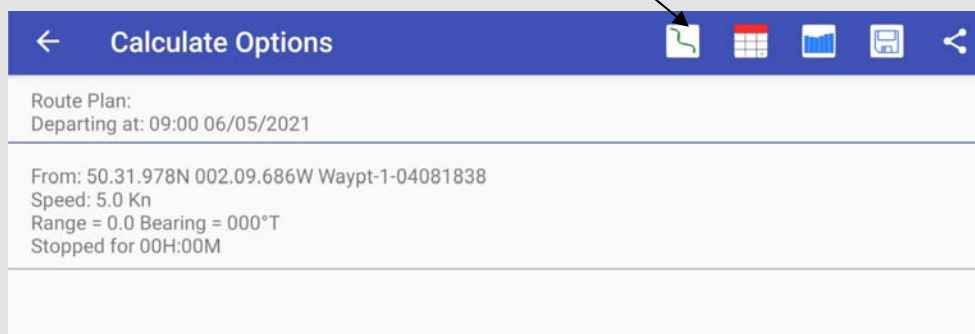 Calculate Options
Route Plan:
Departing at: 09:00 06/05/2021
From: 50.31.978N 002.09.686W Waypt-1-04081838
Speed: 5.0 Kn
Range = 0.0 Bearing = 000°T
Stopped for 00H:00M